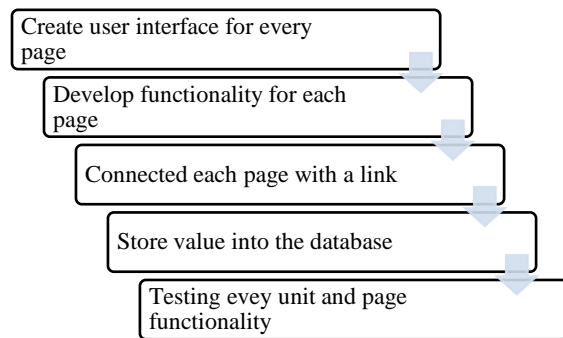 Create user interface for every
page
Develop functionality for each
page
Connected each page with a link
Store value into the database
Testing evey unit and page
functionality